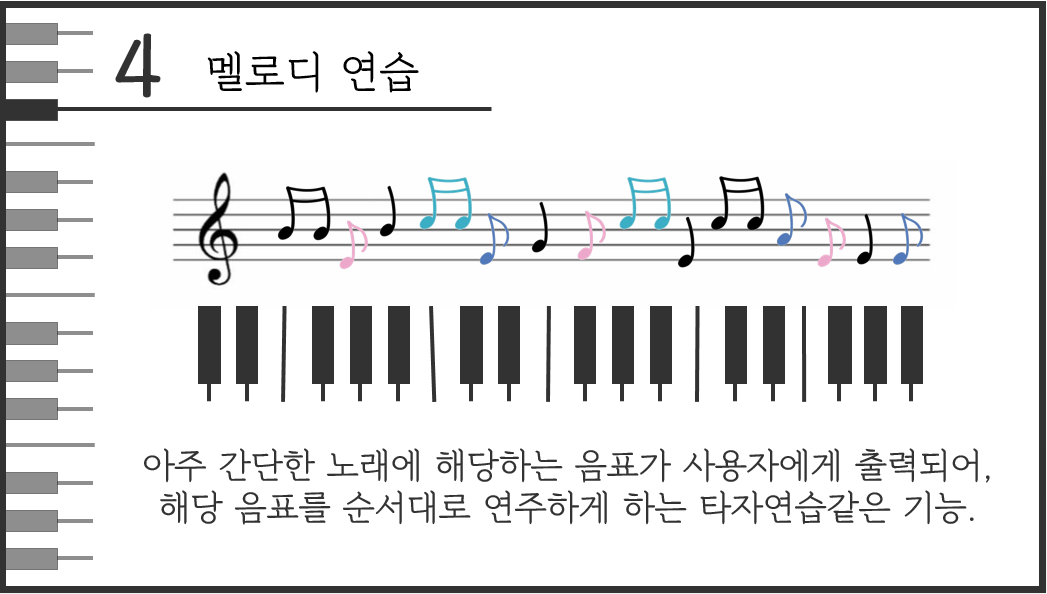 4 멜로디 연습
아주 간단한 노래에 해당하는 음표가 사용자에게 출력되어,
해당 음표를 순서대로 연주하게 하는 타자연습같은 기능.